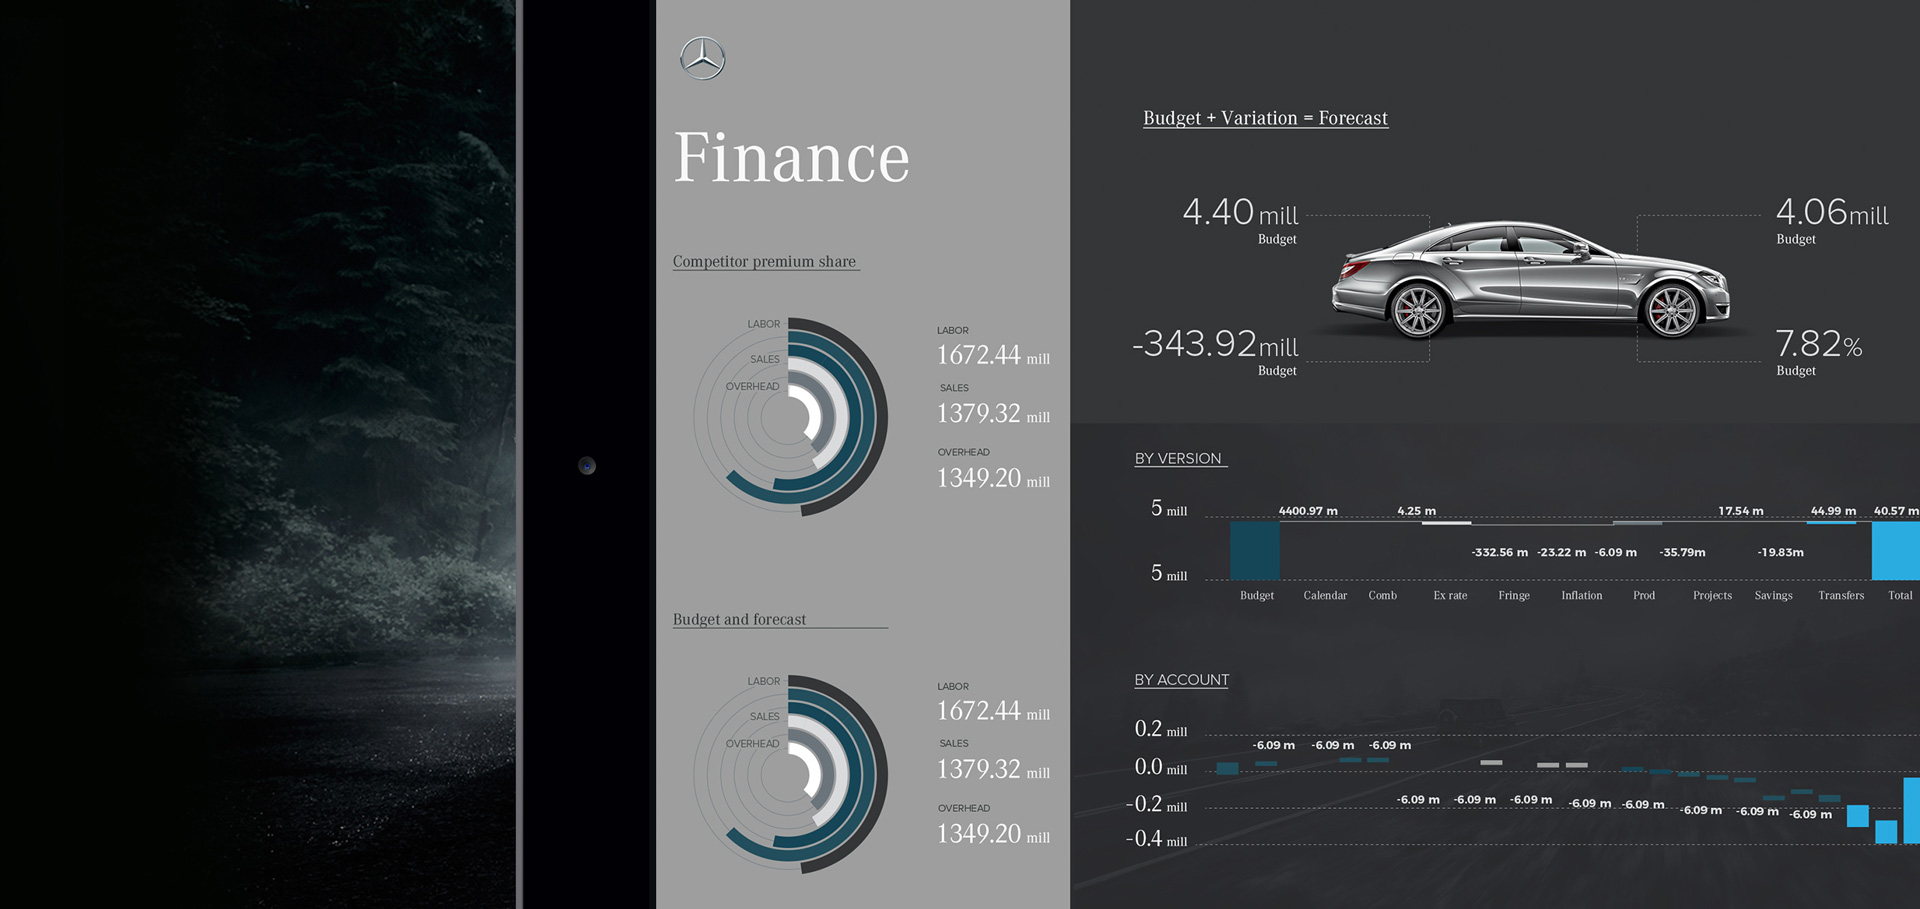 Finance
Competitor premium share
LABOR
SALES
OVERHEAD
LABOR
1672.44 mill
SALES
1379.32 mill
OVERHEAD
1349.20 mill
Budget and forecast
LABOR
SALES
OVERHEAD
LABOR
1672.44 mill
SALES
1379.32 mill
OVERHEAD
1349.20 mill
Budget + Variation = Forecast
4.40 mill
Budget
4.06 mill
Budget
-343.92 mill
Budget
7.82%
Budget
BY VERSION
5 mill
4400.97 m 4.25 m 17.54 m 44.99 m 40.57 m
-332.56 m -23.22 m -6.09 m -35.79m -19.83m
5 mill
Budget Calendar Comb Ex rate Fringe Inflation Prod Projects Savings Transfers Total
BY ACCOUNT
0.2 mill
-6.09 m -6.09 m -6.09 m
0.0 mill
-6.09 m -6.09 m -6.09 m -6.09 m -6.09 m -6.09 m -6.09 m -6.09 m
-0.2 mill
-0.4 mill